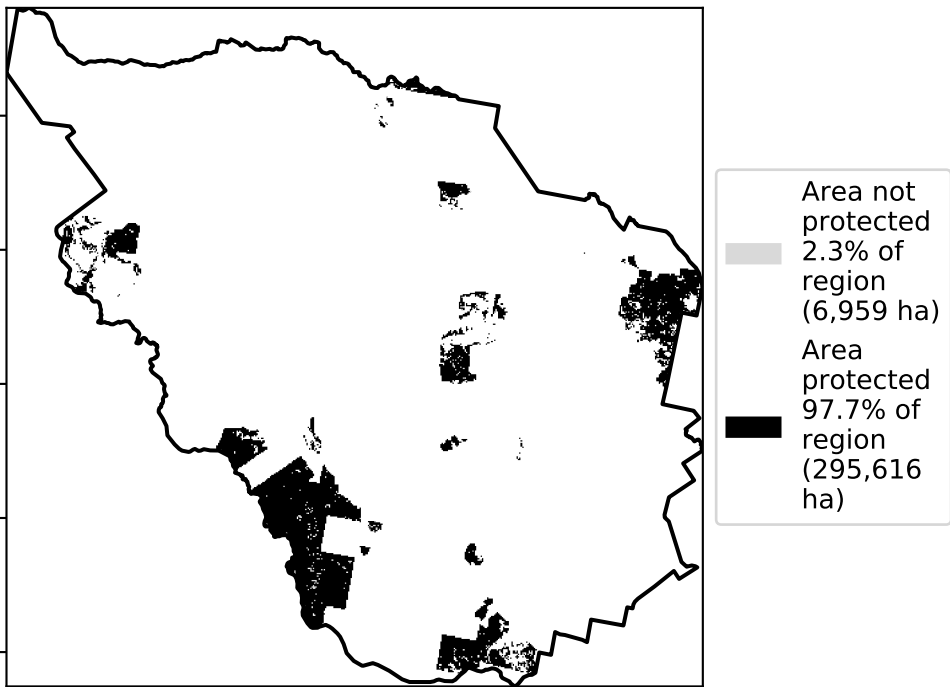 Area not
protected
2.3% of
region
(6,959 ha)
Area
protected
97.7% of
region
(295,616
ha)